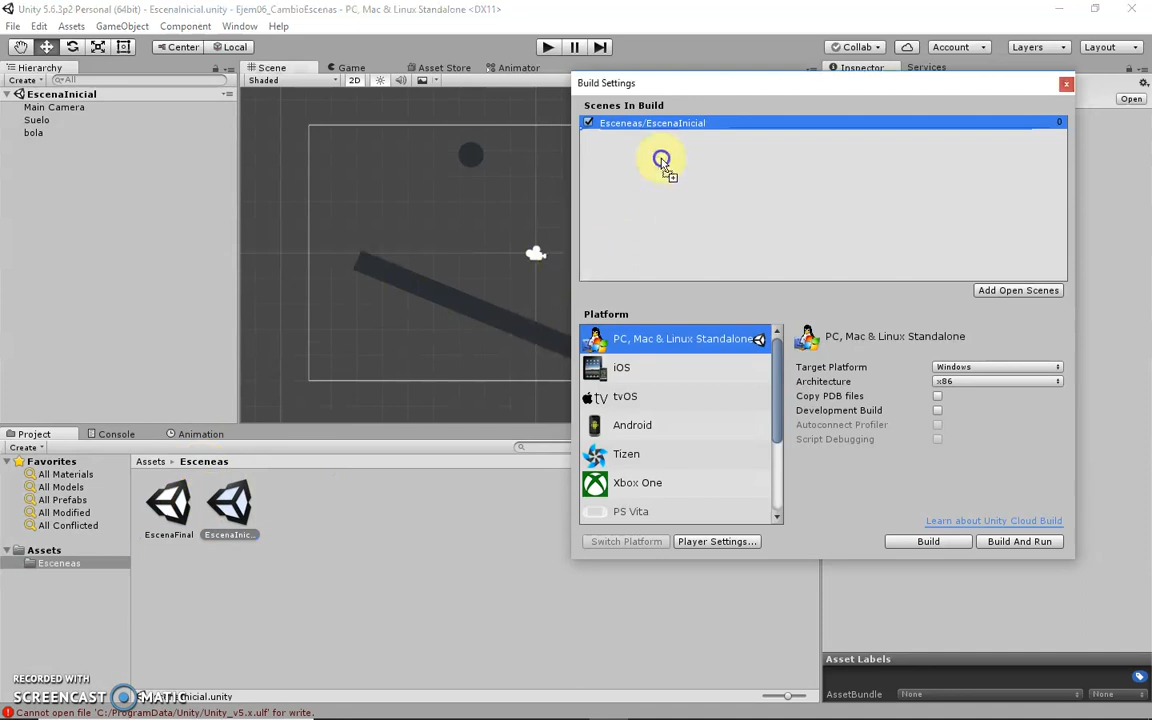 Unity 5.6.3p2 Personal (64bit) - EscenaInicial.unity - Ejem06_CambioEscenas - PC, Mac & Linux Standalone <DX11>
File Edit Assets GameObject Component Window Help
Center Local Collab Account Layers Layout
Hierarchy Scene Game Asset Store Animator Inspector Services
Create All Shaded 2D
Open
EscenaInicial
Main Camera
Suelo
bola
Build Settings
Scenes In Build
Esceneas/EscenaInicial 0
Add Open Scenes
Platform
PC, Mac & Linux Standalone
iOS
tvOS
Android
Tizen
Xbox One
PS Vita
PC, Mac & Linux Standalone
Target Platform Windows
Architecture x86
Copy PDB files
Development Build
Autoconnect Profiler
Script Debugging
Learn about Unity Cloud Build
Switch Platform Player Settings... Build Build And Run
Project Console Animation
Create
Favorites
All Materials
All Models
All Prefabs
All Modified
All Conflicted
Assets
Esceneas
Assets Esceneas
EscenaFinal EscenaInic...
Asset Labels
AssetBundle None None
RECORDED WITH
SCREENCAST MATIC
Inicial.unity
Cannot open file 'C:/ProgramData/Unity/Unity_v5.x.ulf' for write.